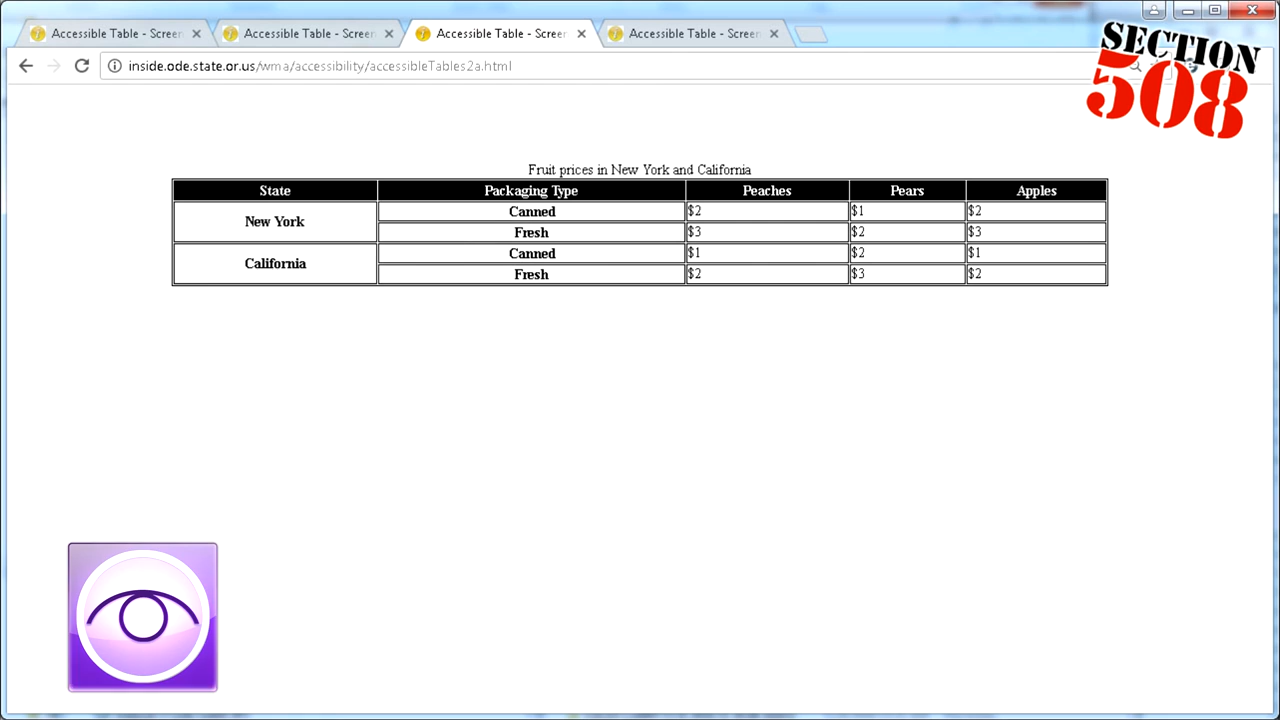 Accessible Table - Screen Accessible Table - Screen Accessible Table - Screen Accessible Table - Screen
inside.ode.state.or.us/wma/accessibility/accessibleTables2a.html
SECTION
508
Fruit prices in New York and California
State Packaging Type Peaches Pears Apples
New York Canned $2 $1 $2
Fresh $3 $2 $3
California Canned $1 $2 $1
Fresh $2 $3 $2